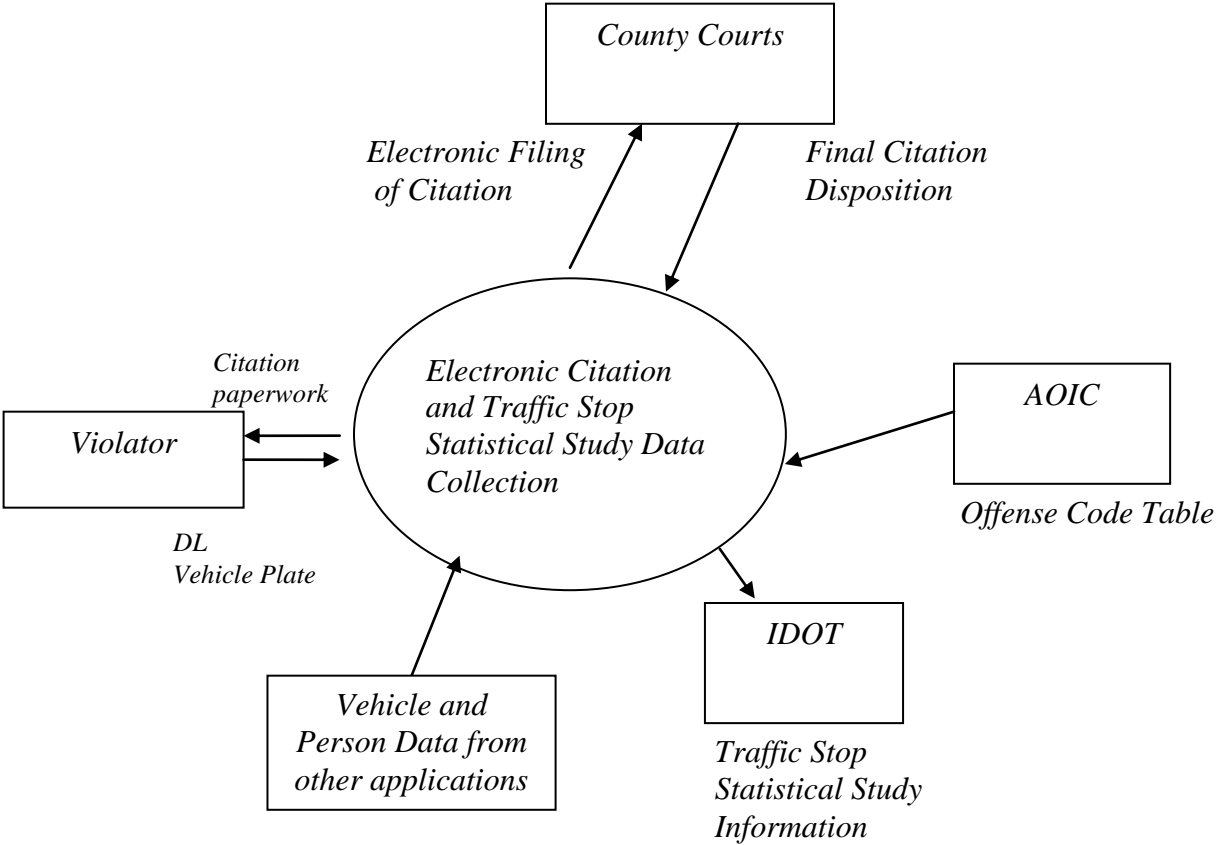 County Courts
Electronic Filing
of Citation
Final Citation
Disposition
Citation
paperwork
Electronic Citation
and Traffic Stop
Statistical Study Data
Collection
AOIC
Violator
Offense Code Table
DL
Vehicle Plate
IDOT
Vehicle and
Person Data from
other applications
Traffic Stop
Statistical Study
Information